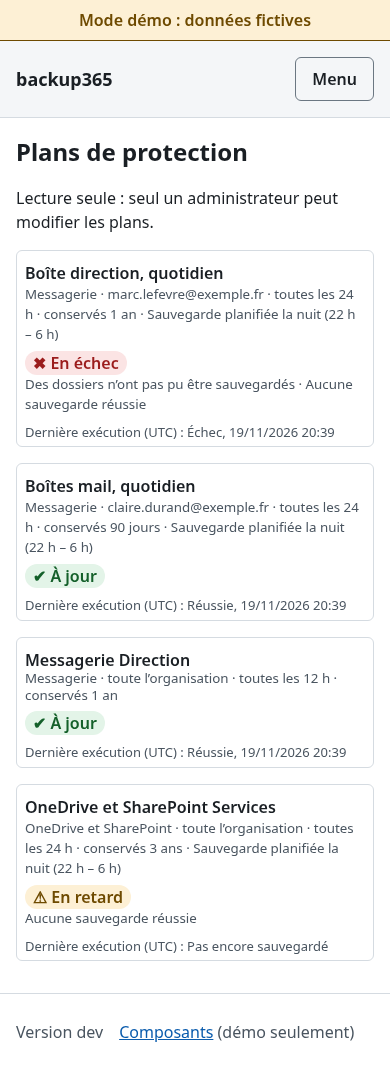 Mode démo : données fictives
backup365
Menu
Plans de protection
Lecture seule : seul un administrateur peut
modifier les plans.
Boîte direction, quotidien
Messagerie · marc.lefevre@exemple.fr · toutes les 24
h · conservés 1 an · Sauvegarde planifiée la nuit (22 h
– 6 h)
✖ En échec
Des dossiers n’ont pas pu être sauvegardés · Aucune
sauvegarde réussie
Dernière exécution (UTC) : Échec, 19/11/2026 20:39
Boîtes mail, quotidien
Messagerie · claire.durand@exemple.fr · toutes les 24
h · conservés 90 jours · Sauvegarde planifiée la nuit
(22 h – 6 h)
✔ À jour
Dernière exécution (UTC) : Réussie, 19/11/2026 20:39
Messagerie Direction
Messagerie · toute l’organisation · toutes les 12 h ·
conservés 1 an
✔ À jour
Dernière exécution (UTC) : Réussie, 19/11/2026 20:39
OneDrive et SharePoint Services
OneDrive et SharePoint · toute l’organisation · toutes
les 24 h · conservés 3 ans · Sauvegarde planifiée la
nuit (22 h – 6 h)
⚠ En retard
Aucune sauvegarde réussie
Dernière exécution (UTC) : Pas encore sauvegardé
Version dev Composants (démo seulement)